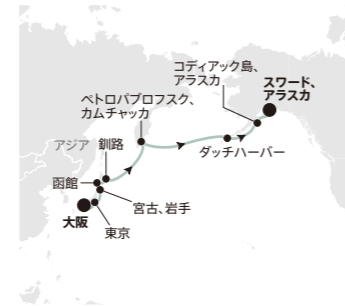 コディアック島、
アラスカ
スワード、
アラスカ
ペトロパブロフスク、
カムチャッカ
アジア
釧路
ダッチハーバー
函館
宮古、岩手
大阪
東京